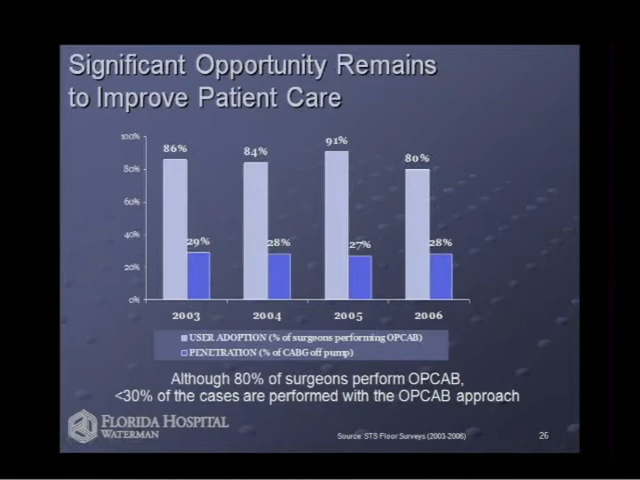 Significant Opportunity Remains
to Improve Patient Care
100%
80%
60%
40%
20%
0%
86%
29%
84%
28%
91%
27%
80%
28%
2003
2004
2005
2006
USER ADOPTION (% of surgeons performing OPCAB)
PENETRATION (% of CABG off pump)
Although 80% of surgeons perform OPCAB,
<30% of the cases are performed with the OPCAB approach
FLORIDA HOSPITAL
WATERMAN
Source: STS Floor Surveys (2003-2006)
26